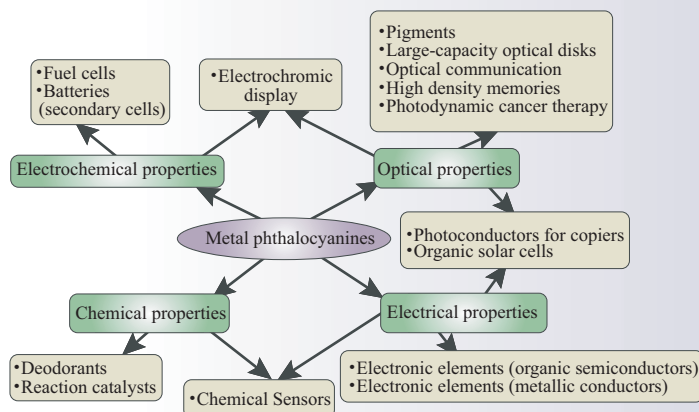 •Fuel cells
•Batteries
(secondary cells)
•Electrochromic
display
•Pigments
•Large-capacity optical disks
•Optical communication
•High density memories
•Photodynamic cancer therapy
Electrochemical properties
Optical properties
Metal phthalocyanines
•Photoconductors for copiers
•Organic solar cells
Chemical properties
Electrical properties
•Deodorants
•Reaction catalysts
•Chemical Sensors
•Electronic elements (organic semiconductors)
•Electronic elements (metallic conductors)